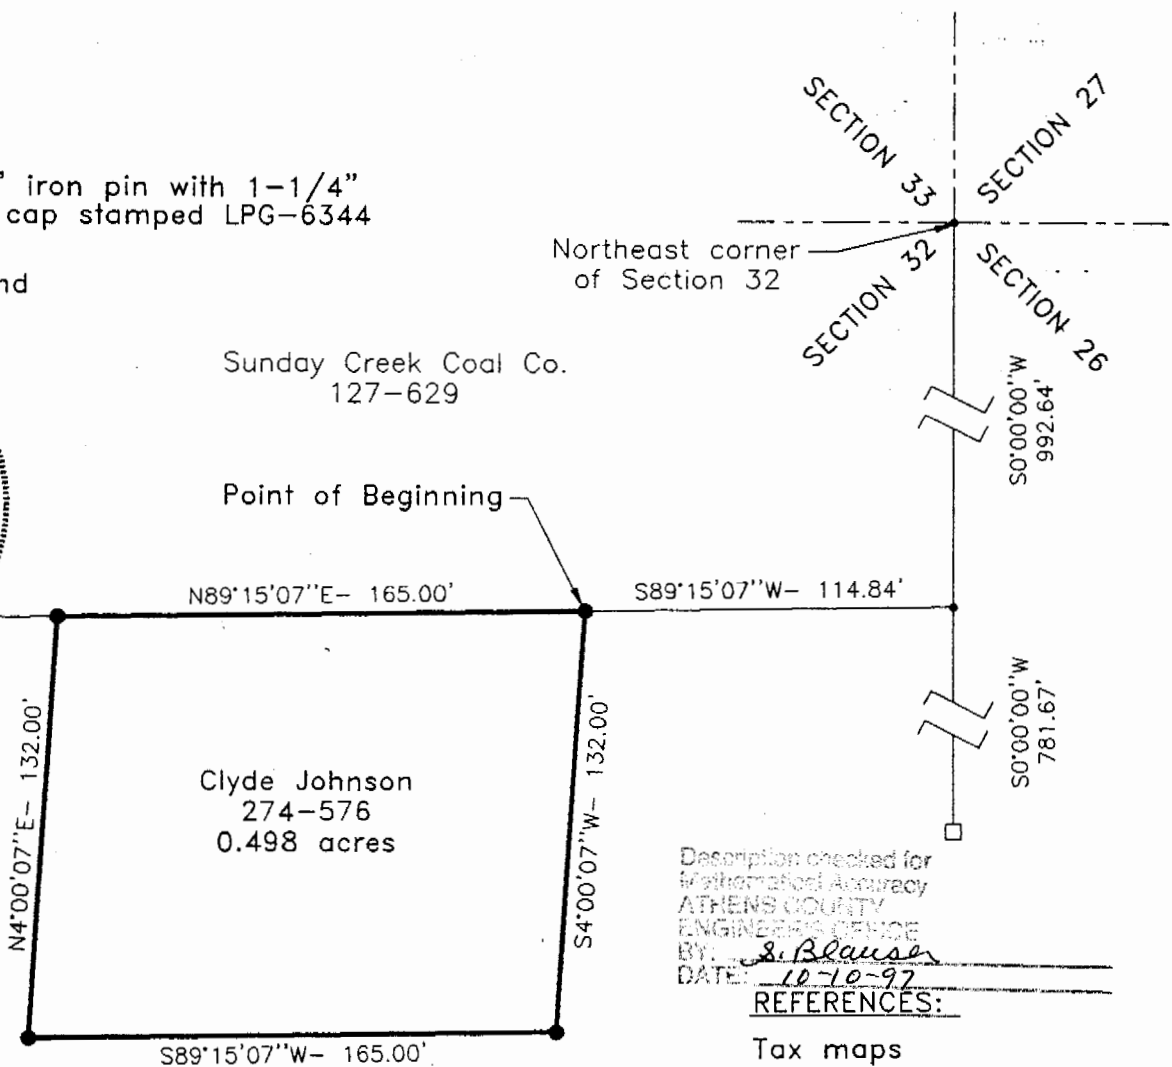 SECTION 33
SECTION 27
SECTION 32
SECTION 26
" iron pin with 1-1/4"
cap stamped LPG-6344
nd
Northeast corner
of Section 32
Sunday Creek Coal Co.
127-629
S0°00'00"W
992.64'
Point of Beginning
N89°15'07"E- 165.00'
S89°15'07"W- 114.84'
N4°00'07"E- 132.00'
Clyde Johnson
274-576
0.498 acres
S4°00'07"W- 132.00'
S0°00'00"W
781.67'
Description checked for
Mathematical Accuracy
ATHENS COUNTY
ENGINEER'S OFFICE
BY: S. Blauser
DATE: 10-10-97
REFERENCES:
Tax maps
S89°15'07"W- 165.00'